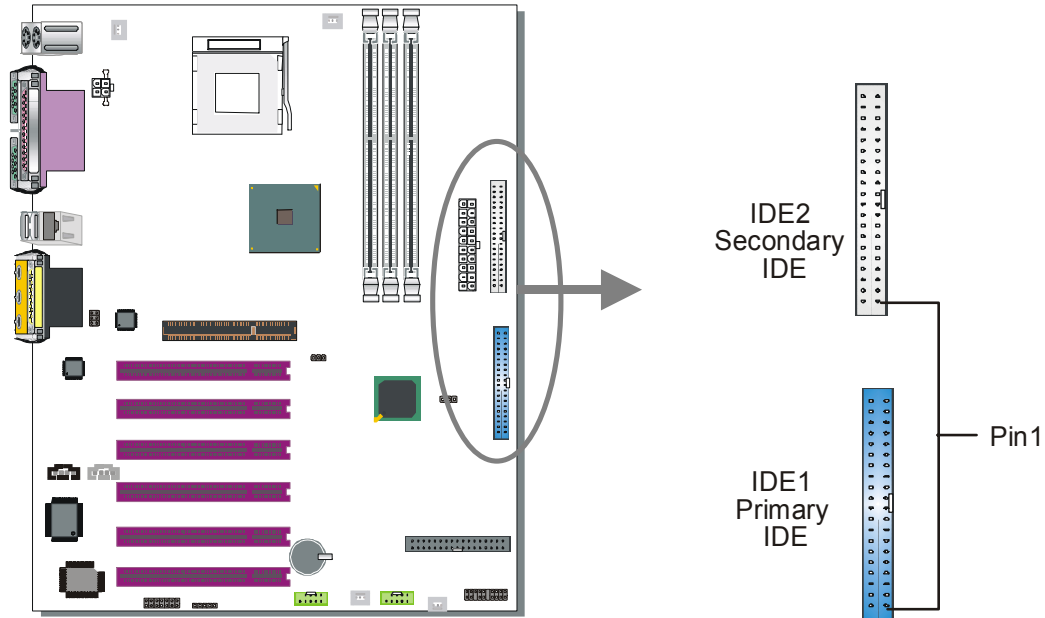 IDE2
Secondary
IDE
Pin1
IDE1
Primary
IDE